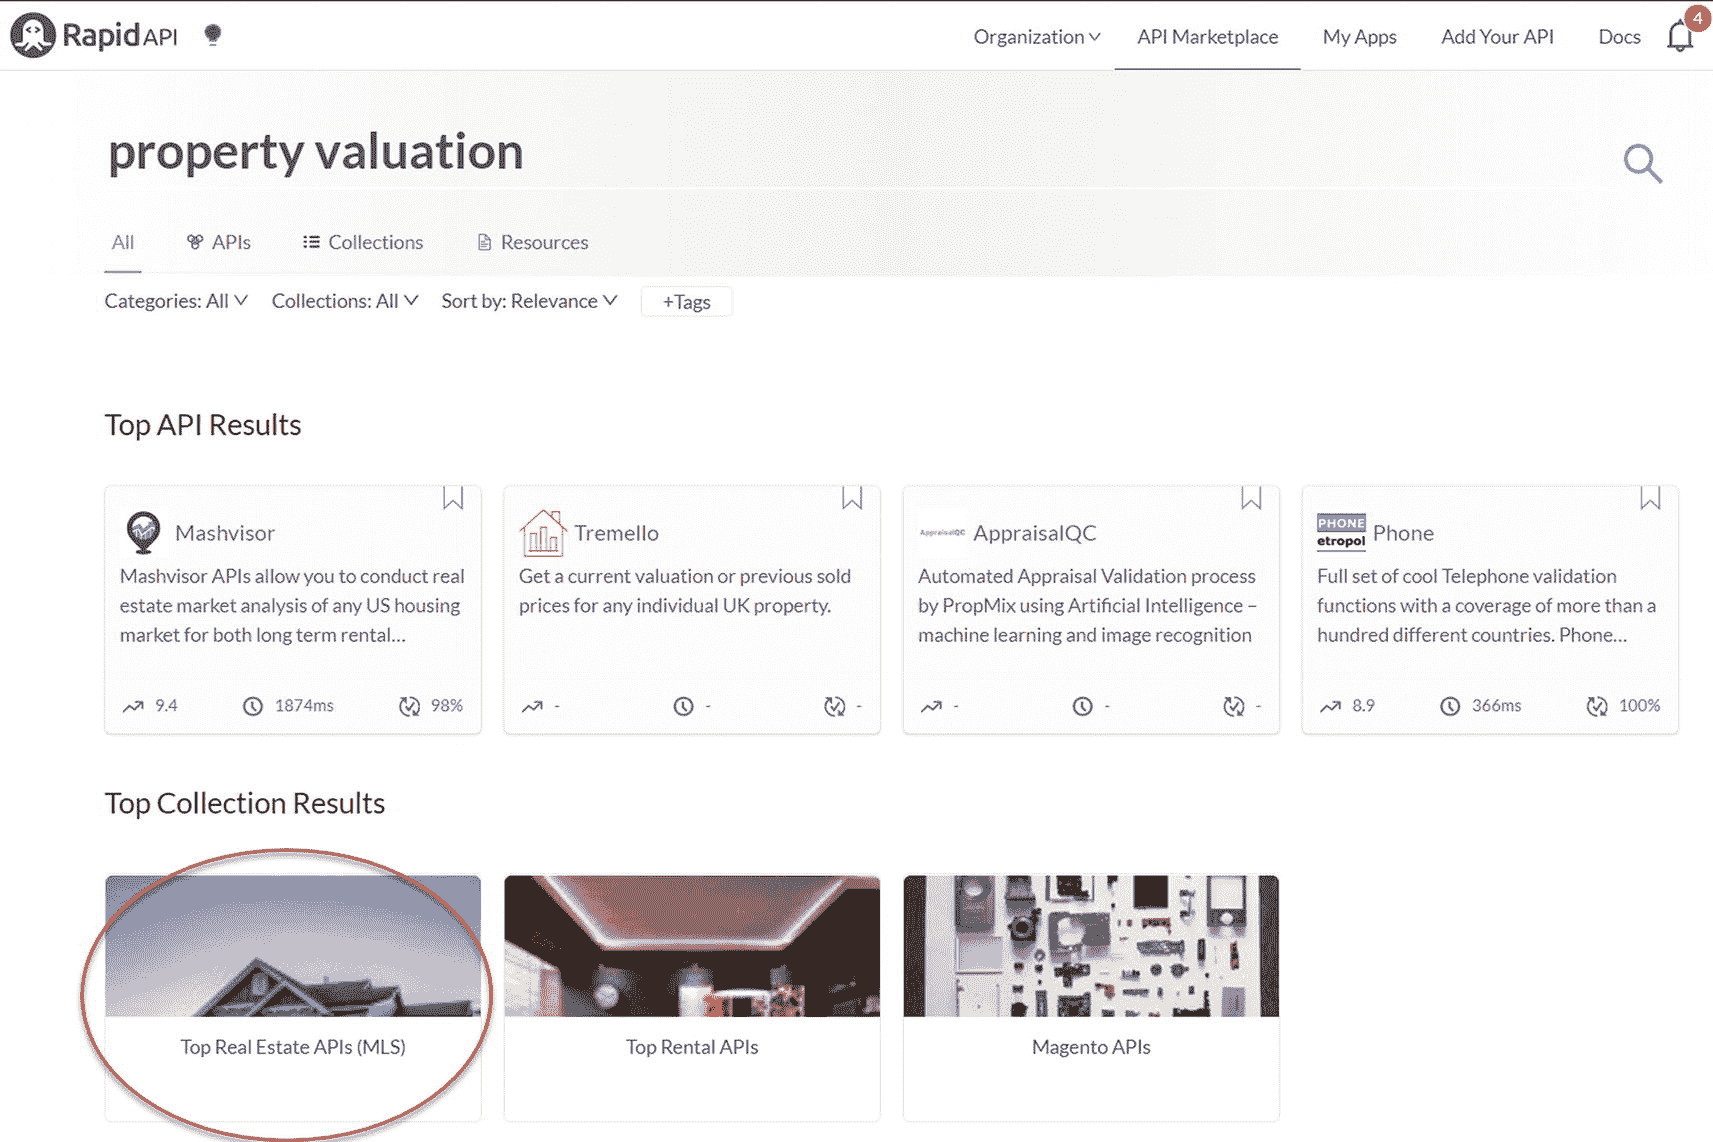 RapidAPI
Organization API Marketplace My Apps Add Your API Docs 4
property valuation
All APIs Collections Resources
Categories: All Collections: All Sort by: Relevance +Tags
Top API Results
Mashvisor
Mashvisor APIs allow you to conduct real
estate market analysis of any US housing
market for both long term rental...
9.4 1874ms 98%
Tremello
Get a current valuation or previous sold
prices for any individual UK property.
- - -
AppraisalQC AppraisalQC
Automated Appraisal Validation process
by PropMix using Artificial Intelligence –
machine learning and image recognition
- - -
PHONE
etropol
Phone
Full set of cool Telephone validation
functions with a coverage of more than a
hundred different countries. Phone...
8.9 366ms 100%
Top Collection Results
Top Real Estate APIs (MLS)
Top Rental APIs
Magento APIs